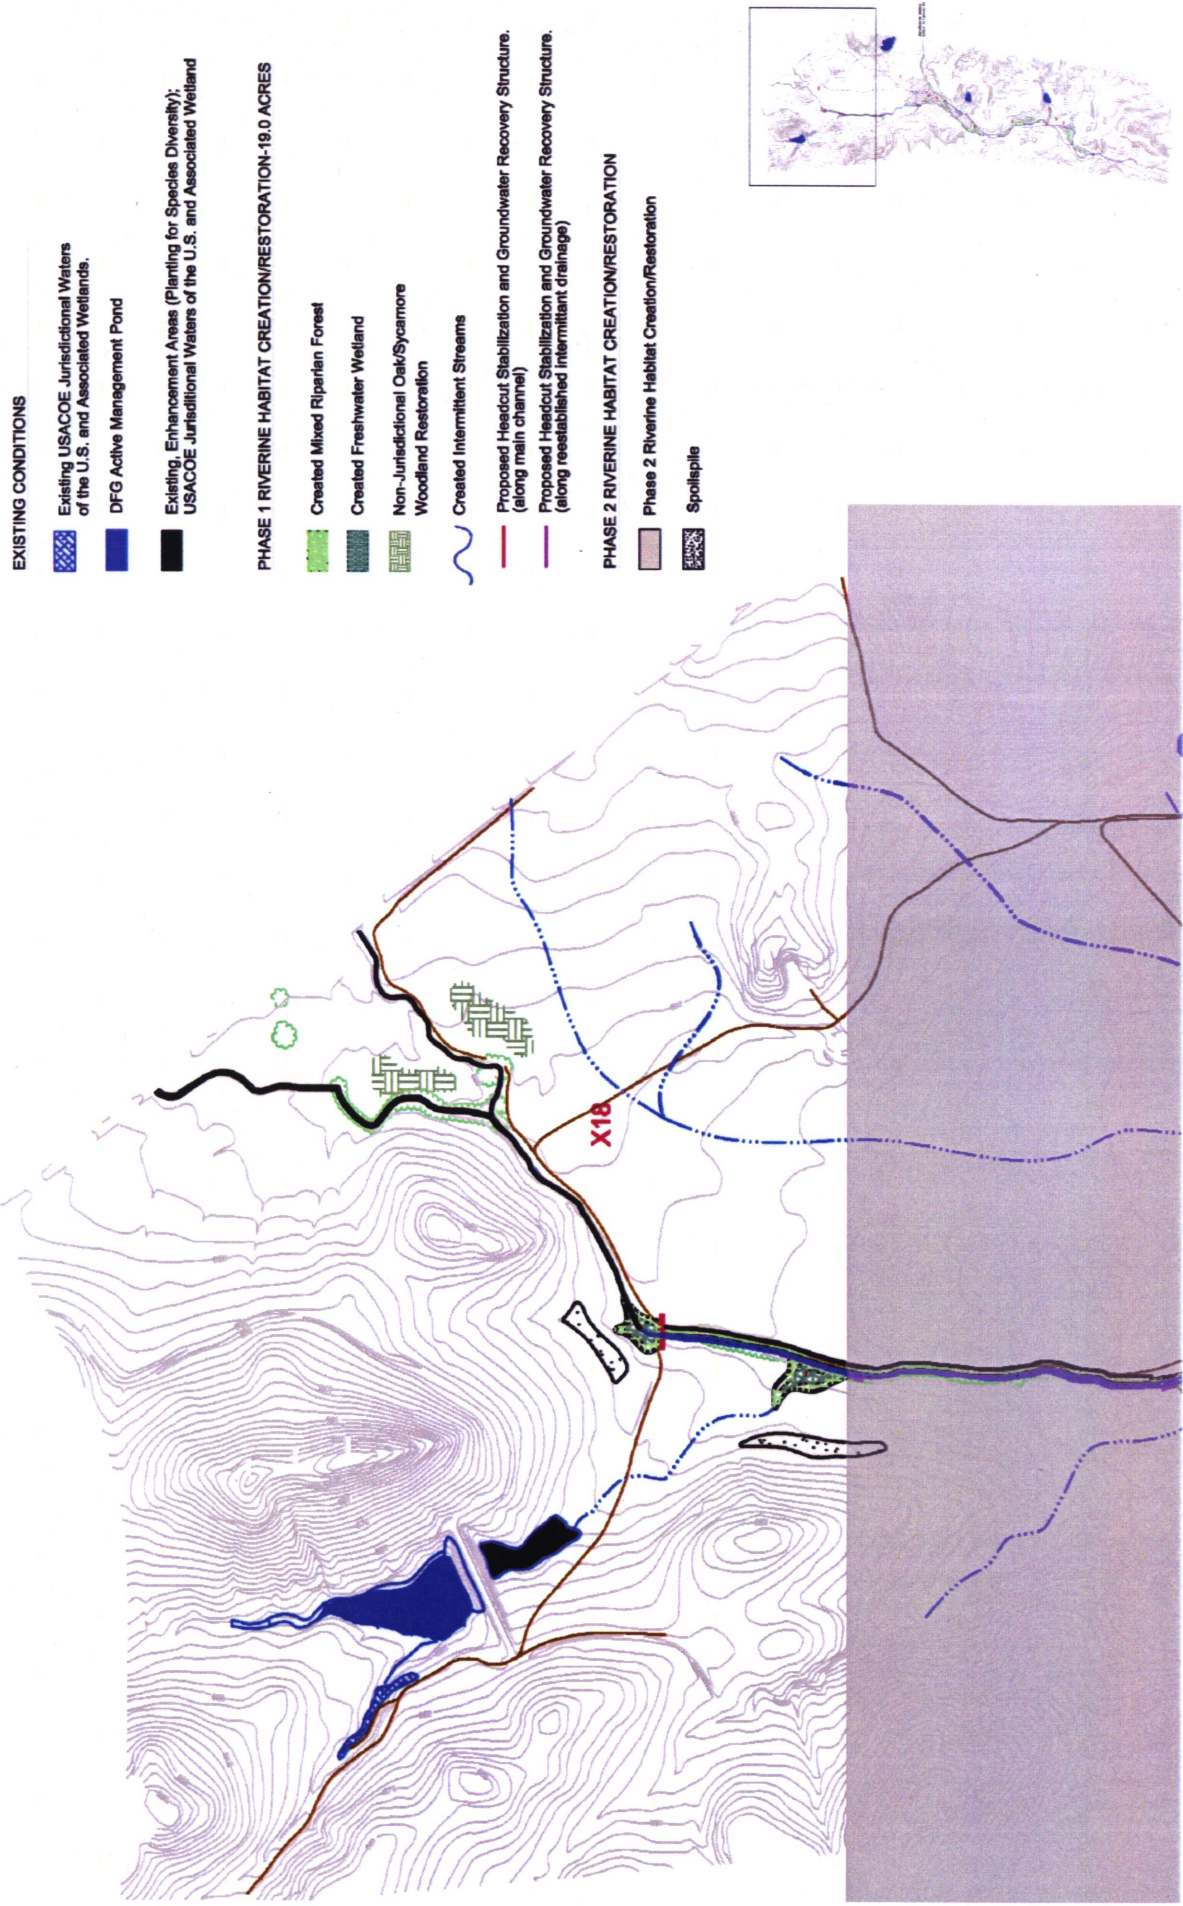 EXISTING CONDITIONS
Existing USACOE Jurisdictional Waters
of the U.S. and Associated Wetlands.
DFG Active Management Pond
Existing, Enhancement Areas (Planting for Species Diversity);
USACOE Jurisditional Waters of the U.S. and Associated Wetland
PHASE 1 RIVERINE HABITAT CREATION/RESTORATION-19.0 ACRES
Created Mixed Riparian Forest
Created Freshwater Wetland
Non-Jurisdictional Oak/Sycamore
Woodland Restoration
Created Intermittent Streams
Proposed Headcut Stabilization and Groundwater Recovery Structure.
(along main channel)
Proposed Headcut Stabilization and Groundwater Recovery Structure.
(along reestablished intermittant drainage)
PHASE 2 RIVERINE HABITAT CREATION/RESTORATION
Phase 2 Riverine Habitat Creation/Restoration
Spoilspile
X18